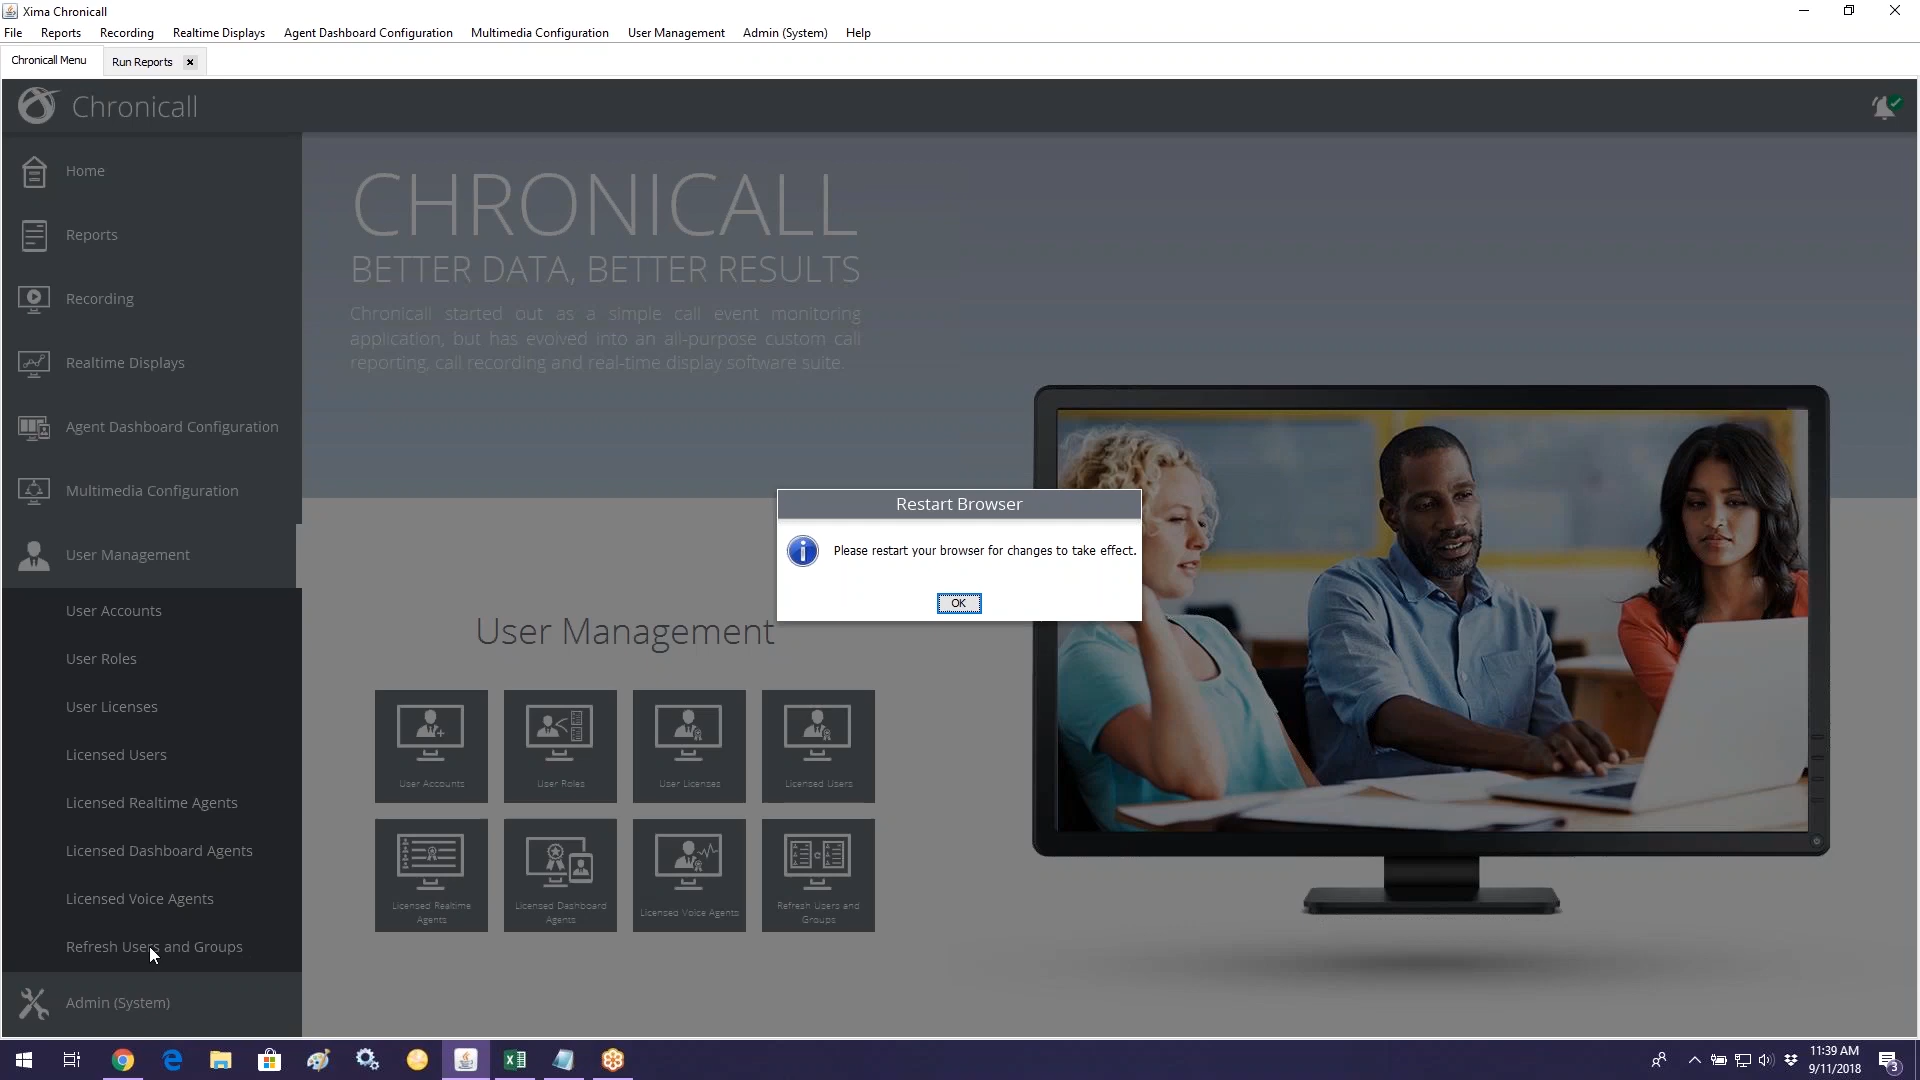 Xima Chronicall
File Reports Recording Realtime Displays Agent Dashboard Configuration Multimedia Configuration User Management Admin (System) Help
Chronicall Menu Run Reports
Chronicall
Home
Reports
Recording
Realtime Displays
Agent Dashboard Configuration
Multimedia Configuration
User Management
User Accounts
User Roles
User Licenses
Licensed Users
Licensed Realtime Agents
Licensed Dashboard Agents
Licensed Voice Agents
Refresh Users and Groups
Admin (System)
CHRONICALL
BETTER DATA, BETTER RESULTS
Chronicall started out as a simple call event monitoring
application, but has evolved into an all-purpose custom call
reporting, call recording and real-time display software suite.
Restart Browser
Please restart your browser for changes to take effect.
OK
User Management
User Accounts
User Roles
User Licenses
Licensed Users
Licensed Realtime
Agents
Licensed Dashboard
Agents
Licensed Voice Agents
Refresh Users and
Groups
11:39 AM
9/11/2018
3